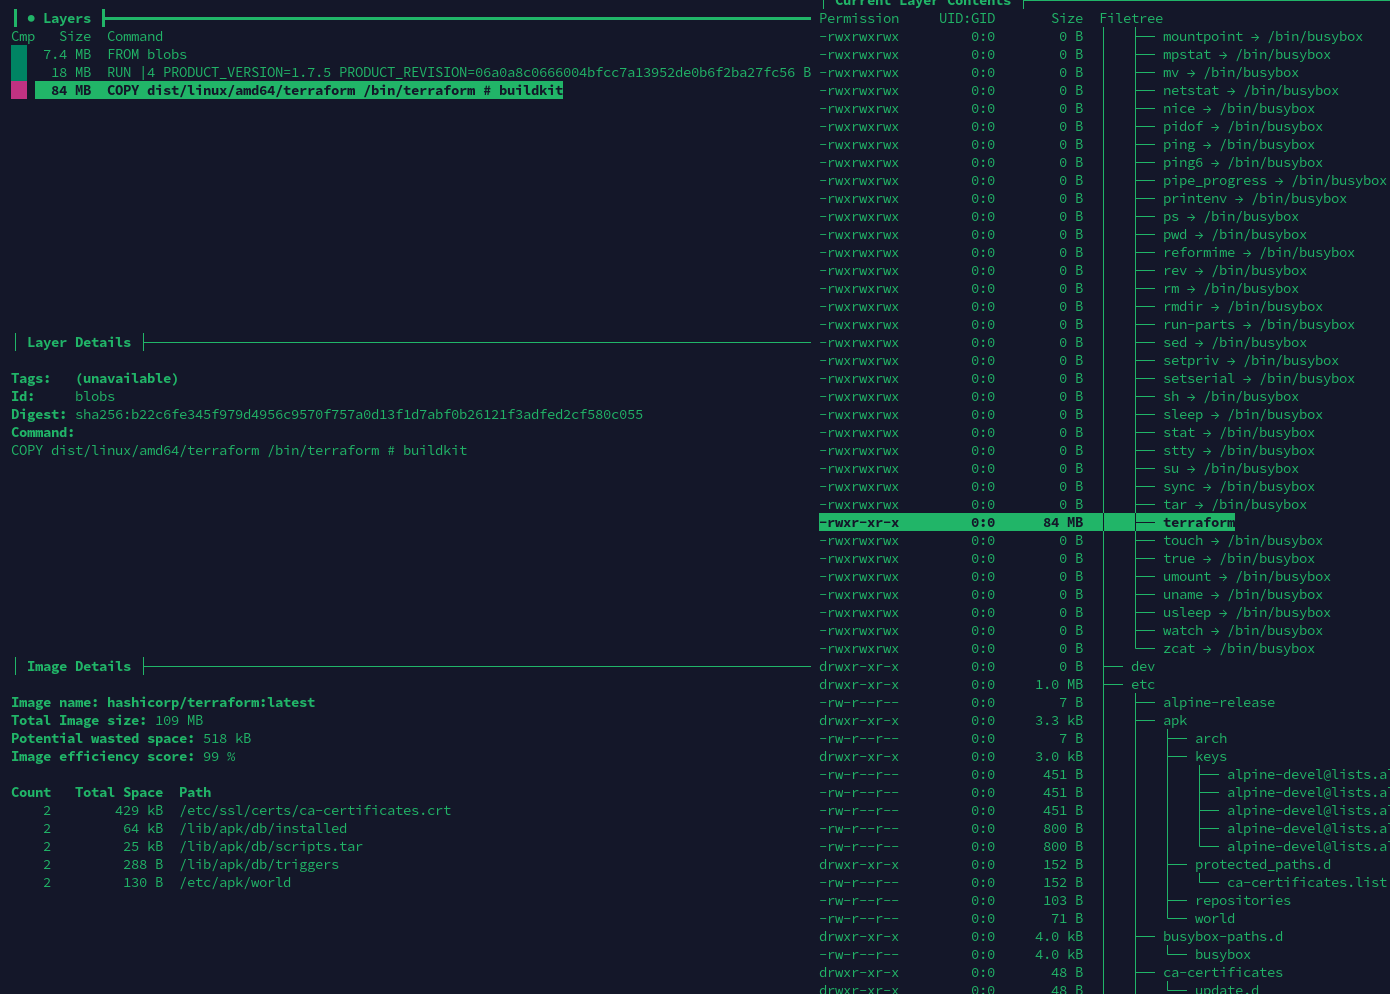 ● Layers
Cmp Size Command
7.4 MB FROM blobs
18 MB RUN |4 PRODUCT_VERSION=1.7.5 PRODUCT_REVISION=06a0a8c0666004bfcc7a13952de0b6f2ba27fc56 B
84 MB COPY dist/linux/amd64/terraform /bin/terraform # buildkit
Layer Details
Tags: (unavailable)
Id: blobs
Digest: sha256:b22c6fe345f979d4956c9570f757a0d13f1d7abf0b26121f3adfed2cf580c055
Command:
COPY dist/linux/amd64/terraform /bin/terraform # buildkit
Image Details
Image name: hashicorp/terraform:latest
Total Image size: 109 MB
Potential wasted space: 518 kB
Image efficiency score: 99 %
Count Total Space Path
2 429 kB /etc/ssl/certs/ca-certificates.crt
2 64 kB /lib/apk/db/installed
2 25 kB /lib/apk/db/scripts.tar
2 288 B /lib/apk/db/triggers
2 130 B /etc/apk/world
Current Layer Contents
Permission UID:GID Size Filetree
-rwxrwxrwx 0:0 0 B ├── mountpoint → /bin/busybox
-rwxrwxrwx 0:0 0 B ├── mpstat → /bin/busybox
-rwxrwxrwx 0:0 0 B ├── mv → /bin/busybox
-rwxrwxrwx 0:0 0 B ├── netstat → /bin/busybox
-rwxrwxrwx 0:0 0 B ├── nice → /bin/busybox
-rwxrwxrwx 0:0 0 B ├── pidof → /bin/busybox
-rwxrwxrwx 0:0 0 B ├── ping → /bin/busybox
-rwxrwxrwx 0:0 0 B ├── ping6 → /bin/busybox
-rwxrwxrwx 0:0 0 B ├── pipe_progress → /bin/busybox
-rwxrwxrwx 0:0 0 B ├── printenv → /bin/busybox
-rwxrwxrwx 0:0 0 B ├── ps → /bin/busybox
-rwxrwxrwx 0:0 0 B ├── pwd → /bin/busybox
-rwxrwxrwx 0:0 0 B ├── reformime → /bin/busybox
-rwxrwxrwx 0:0 0 B ├── rev → /bin/busybox
-rwxrwxrwx 0:0 0 B ├── rm → /bin/busybox
-rwxrwxrwx 0:0 0 B ├── rmdir → /bin/busybox
-rwxrwxrwx 0:0 0 B ├── run-parts → /bin/busybox
-rwxrwxrwx 0:0 0 B ├── sed → /bin/busybox
-rwxrwxrwx 0:0 0 B ├── setpriv → /bin/busybox
-rwxrwxrwx 0:0 0 B ├── setserial → /bin/busybox
-rwxrwxrwx 0:0 0 B ├── sh → /bin/busybox
-rwxrwxrwx 0:0 0 B ├── sleep → /bin/busybox
-rwxrwxrwx 0:0 0 B ├── stat → /bin/busybox
-rwxrwxrwx 0:0 0 B ├── stty → /bin/busybox
-rwxrwxrwx 0:0 0 B ├── su → /bin/busybox
-rwxrwxrwx 0:0 0 B ├── sync → /bin/busybox
-rwxrwxrwx 0:0 0 B ├── tar → /bin/busybox
-rwxr-xr-x 0:0 84 MB ├── terraform
-rwxrwxrwx 0:0 0 B ├── touch → /bin/busybox
-rwxrwxrwx 0:0 0 B ├── true → /bin/busybox
-rwxrwxrwx 0:0 0 B ├── umount → /bin/busybox
-rwxrwxrwx 0:0 0 B ├── uname → /bin/busybox
-rwxrwxrwx 0:0 0 B ├── usleep → /bin/busybox
-rwxrwxrwx 0:0 0 B ├── watch → /bin/busybox
-rwxrwxrwx 0:0 0 B └── zcat → /bin/busybox
drwxr-xr-x 0:0 0 B ├── dev
drwxr-xr-x 0:0 1.0 MB ├── etc
-rw-r--r-- 0:0 7 B ├── alpine-release
drwxr-xr-x 0:0 3.3 kB ├── apk
-rw-r--r-- 0:0 7 B ├── arch
drwxr-xr-x 0:0 3.0 kB ├── keys
-rw-r--r-- 0:0 451 B ├── alpine-devel@lists.al
-rw-r--r-- 0:0 451 B ├── alpine-devel@lists.al
-rw-r--r-- 0:0 451 B ├── alpine-devel@lists.al
-rw-r--r-- 0:0 800 B ├── alpine-devel@lists.al
-rw-r--r-- 0:0 800 B └── alpine-devel@lists.al
drwxr-xr-x 0:0 152 B ├── protected_paths.d
-rw-r--r-- 0:0 152 B └── ca-certificates.list
-rw-r--r-- 0:0 103 B ├── repositories
-rw-r--r-- 0:0 71 B └── world
drwxr-xr-x 0:0 4.0 kB ├── busybox-paths.d
-rw-r--r-- 0:0 4.0 kB └── busybox
drwxr-xr-x 0:0 48 B ├── ca-certificates
drwxr-xr-x 0:0 48 B └── update.d